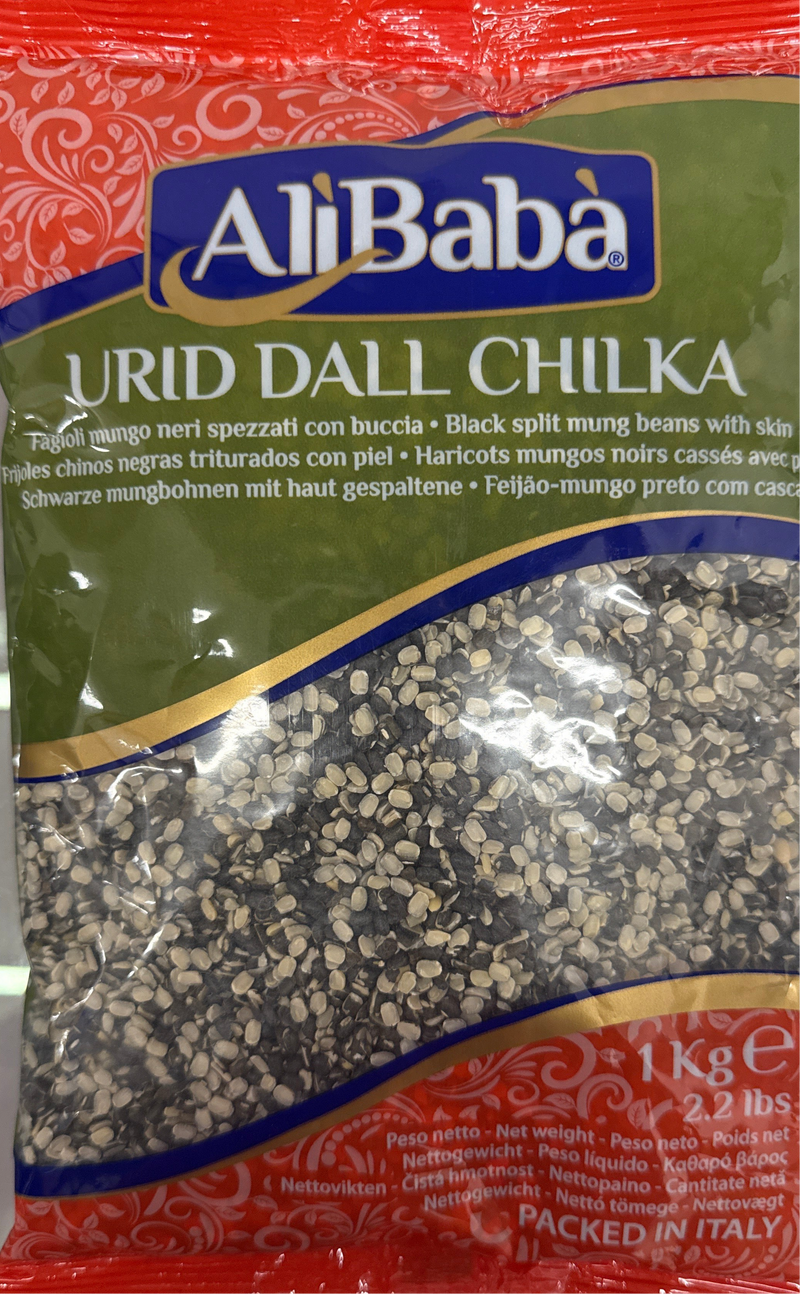 AlìBabà®
URID DALL CHILKA
Fagioli mungo neri spezzati con buccia • Black split mung beans with skin
Frijoles chinos negras triturados con piel • Haricots mungos noirs cassés avec
Schwarze mungbohnen mit haut gespaltene • Feijão-mungo preto com casca
1 Kg e
2.2 lbs
Peso netto - Net weight - Peso neto - Poids net
Nettogewicht - Peso líquido - Καθαρό βάρος
Nettovikten - Čistá hmotnost - Nettopaino - Cantitate netă
Nettogewicht - Nettó tömege - Nettovægt
PACKED IN ITALY